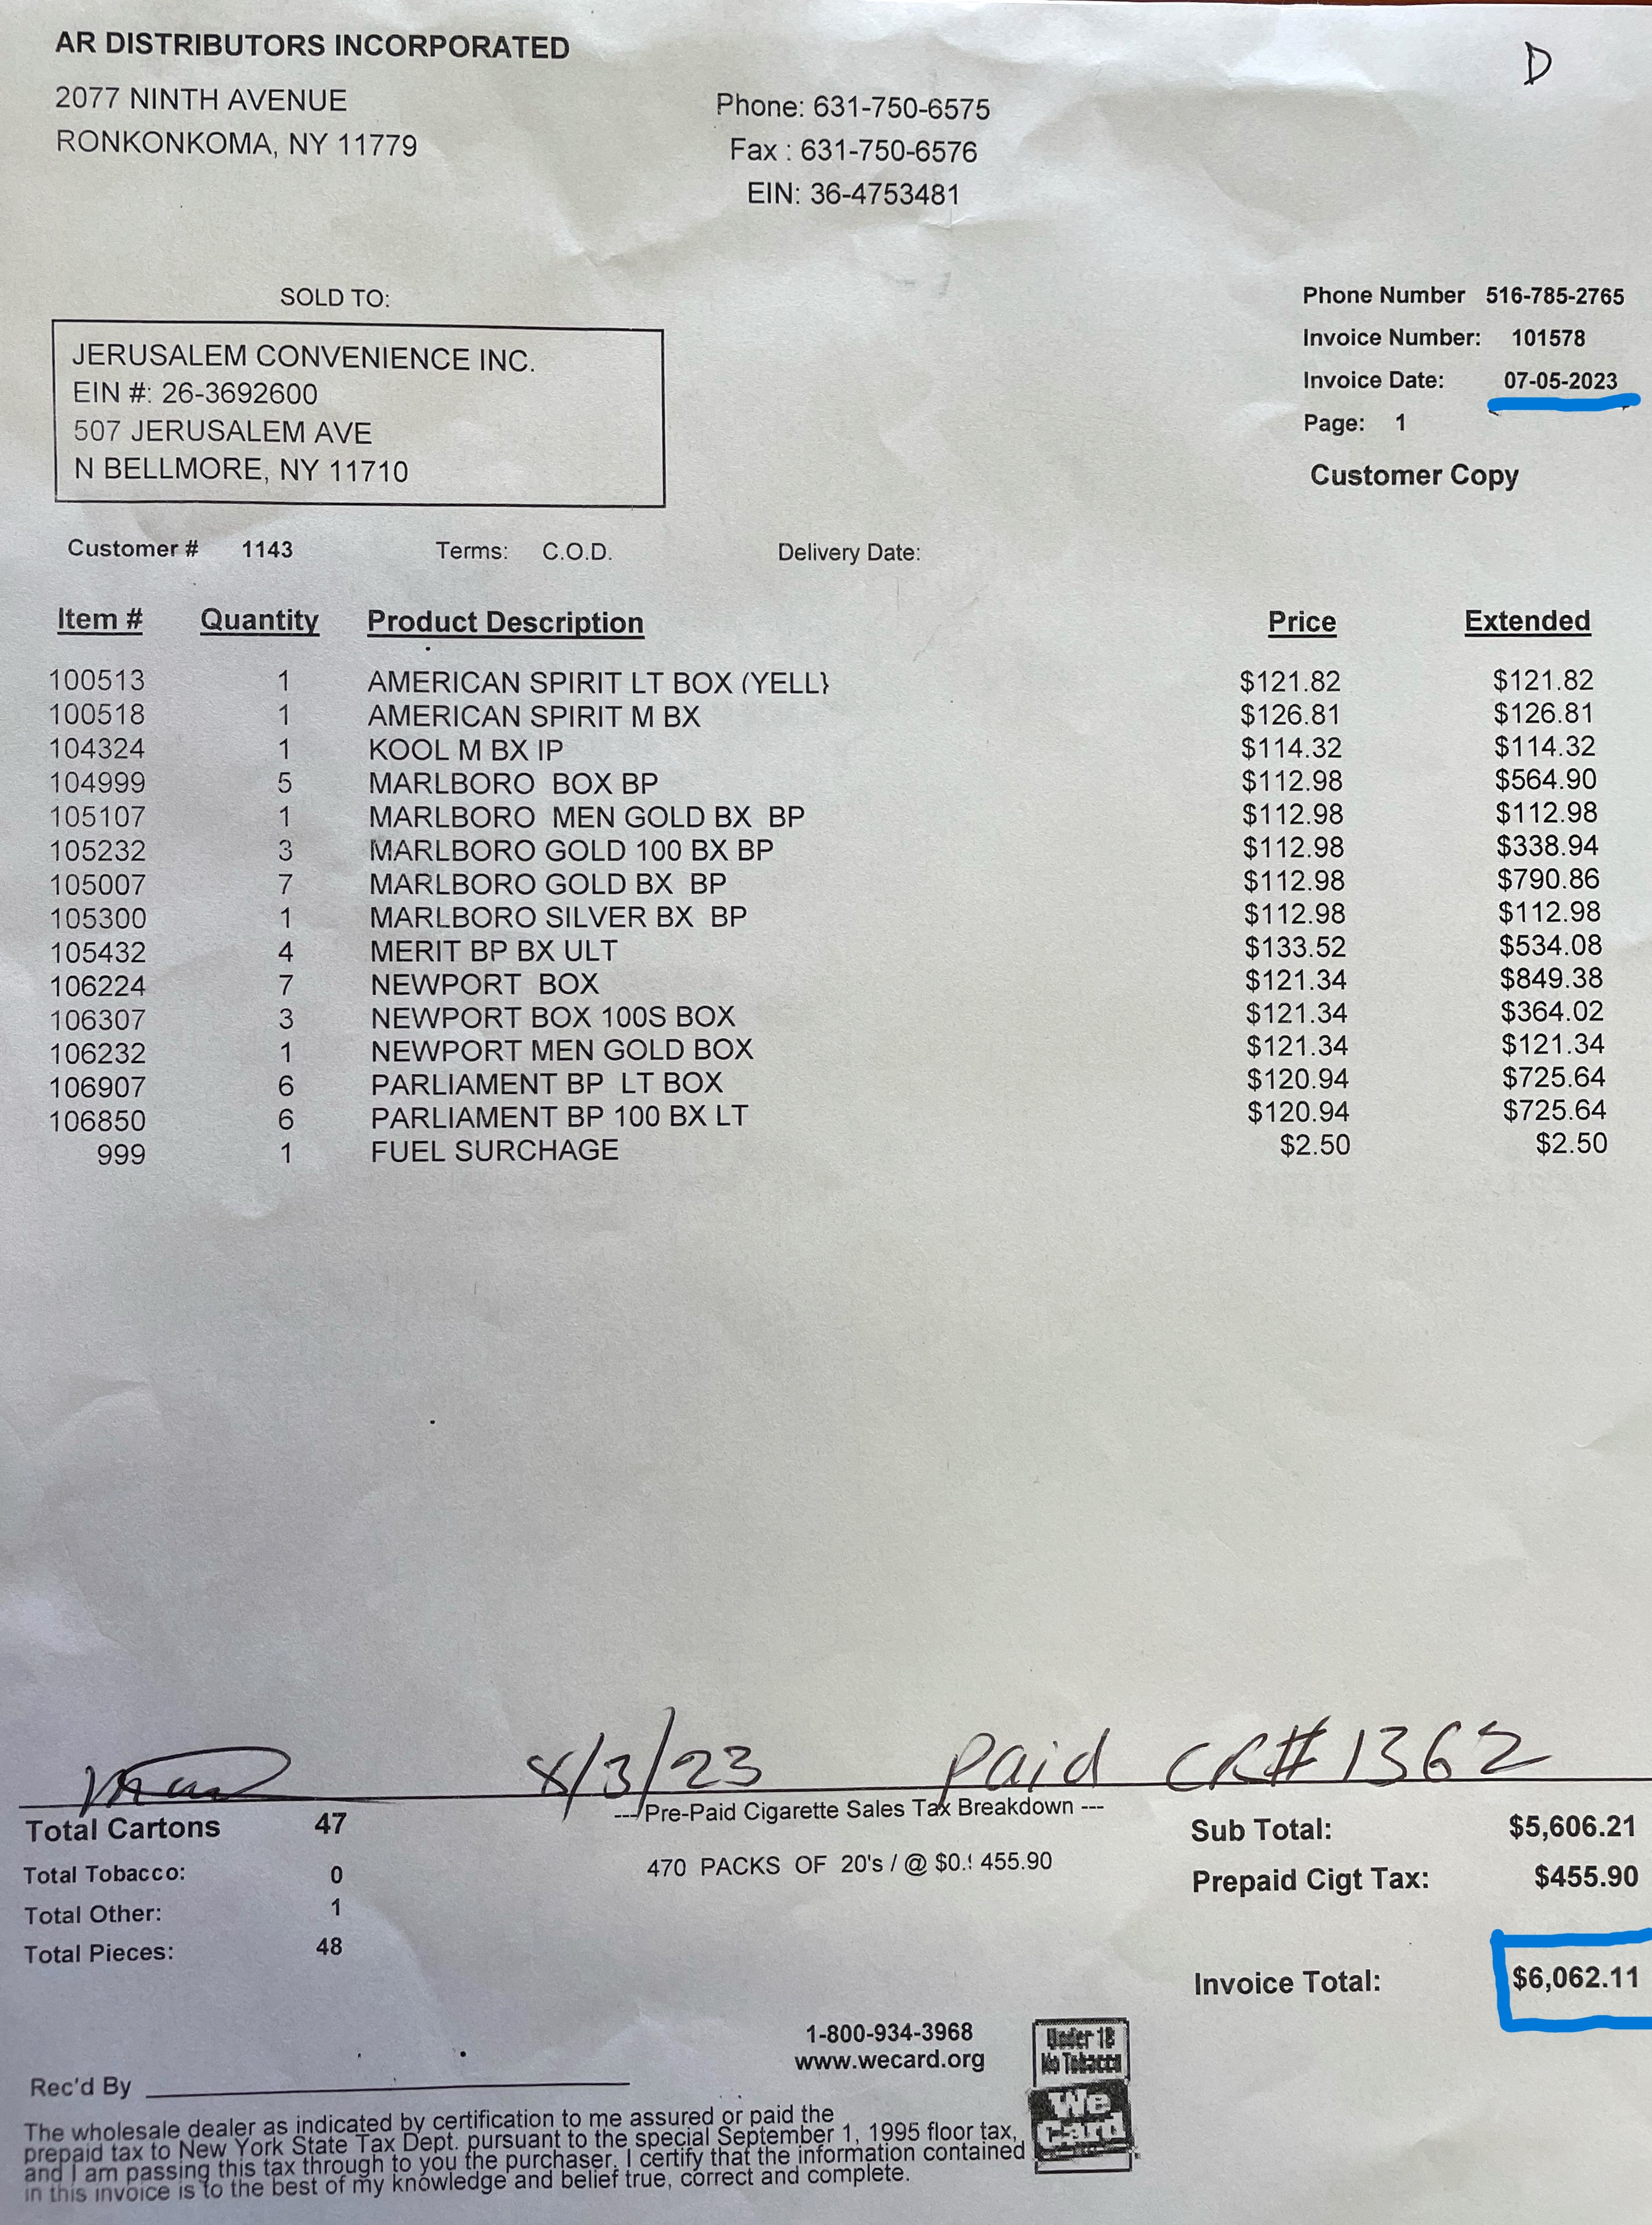 AR DISTRIBUTORS INCORPORATED
D
2077 NINTH AVENUE
RONKONKOMA, NY 11779
Phone: 631-750-6575
Fax : 631-750-6576
EIN: 36-4753481
SOLD TO:
JERUSALEM CONVENIENCE INC.
EIN #: 26-3692600
507 JERUSALEM AVE
N BELLMORE, NY 11710
Phone Number 516-785-2765
Invoice Number: 101578
Invoice Date: 07-05-2023
Page: 1
Customer Copy
Customer # 1143 Terms: C.O.D. Delivery Date:
Item # Quantity Product Description Price Extended
100513 1 AMERICAN SPIRIT LT BOX (YELL} $121.82 $121.82
100518 1 AMERICAN SPIRIT M BX $126.81 $126.81
104324 1 KOOL M BX IP $114.32 $114.32
104999 5 MARLBORO BOX BP $112.98 $564.90
105107 1 MARLBORO MEN GOLD BX BP $112.98 $112.98
105232 3 MARLBORO GOLD 100 BX BP $112.98 $338.94
105007 7 MARLBORO GOLD BX BP $112.98 $790.86
105300 1 MARLBORO SILVER BX BP $112.98 $112.98
105432 4 MERIT BP BX ULT $133.52 $534.08
106224 7 NEWPORT BOX $121.34 $849.38
106307 3 NEWPORT BOX 100S BOX $121.34 $364.02
106232 1 NEWPORT MEN GOLD BOX $121.34 $121.34
106907 6 PARLIAMENT BP LT BOX $120.94 $725.64
106850 6 PARLIAMENT BP 100 BX LT $120.94 $725.64
999 1 FUEL SURCHAGE $2.50 $2.50
8/3/23 paid CK# 1362
Total Cartons 47
Total Tobacco: 0
Total Other: 1
Total Pieces: 48
--- Pre-Paid Cigarette Sales Tax Breakdown ---
470 PACKS OF 20's / @ $0.! 455.90
Sub Total: $5,606.21
Prepaid Cigt Tax: $455.90
Invoice Total: $6,062.11
1-800-934-3968
www.wecard.org
Under 18
No Tobacco
We
Card
Rec'd By
The wholesale dealer as indicated by certification to me assured or paid the
prepaid tax to New York State Tax Dept. pursuant to the special September 1, 1995 floor tax,
and I am passing this tax through to you the purchaser. I certify that the information contained
in this invoice is to the best of my knowledge and belief true, correct and complete.